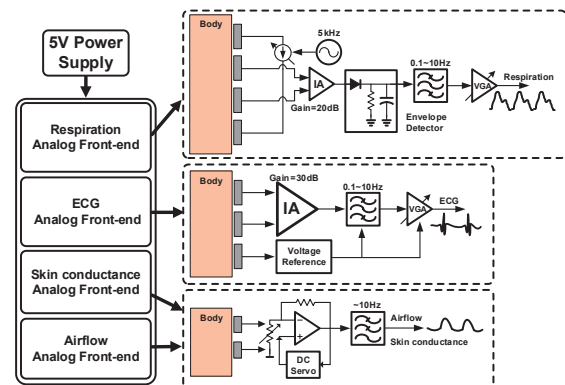 5V Power
Supply
Respiration
Analog Front-end
ECG
Analog Front-end
Skin conductance
Analog Front-end
Airflow
Analog Front-end
Body
5kHz
IA
Gain=20dB
Envelope
Detector
0.1~10Hz
VGA
Respiration
Body
Gain=30dB
IA
Voltage
Reference
0.1~10Hz
VGA
ECG
Body
DC
Servo
~10Hz
Airflow
Skin conductance